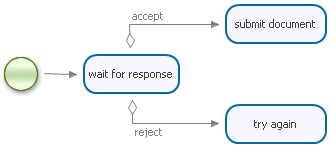 accept
submit document
wait for response
reject
try again